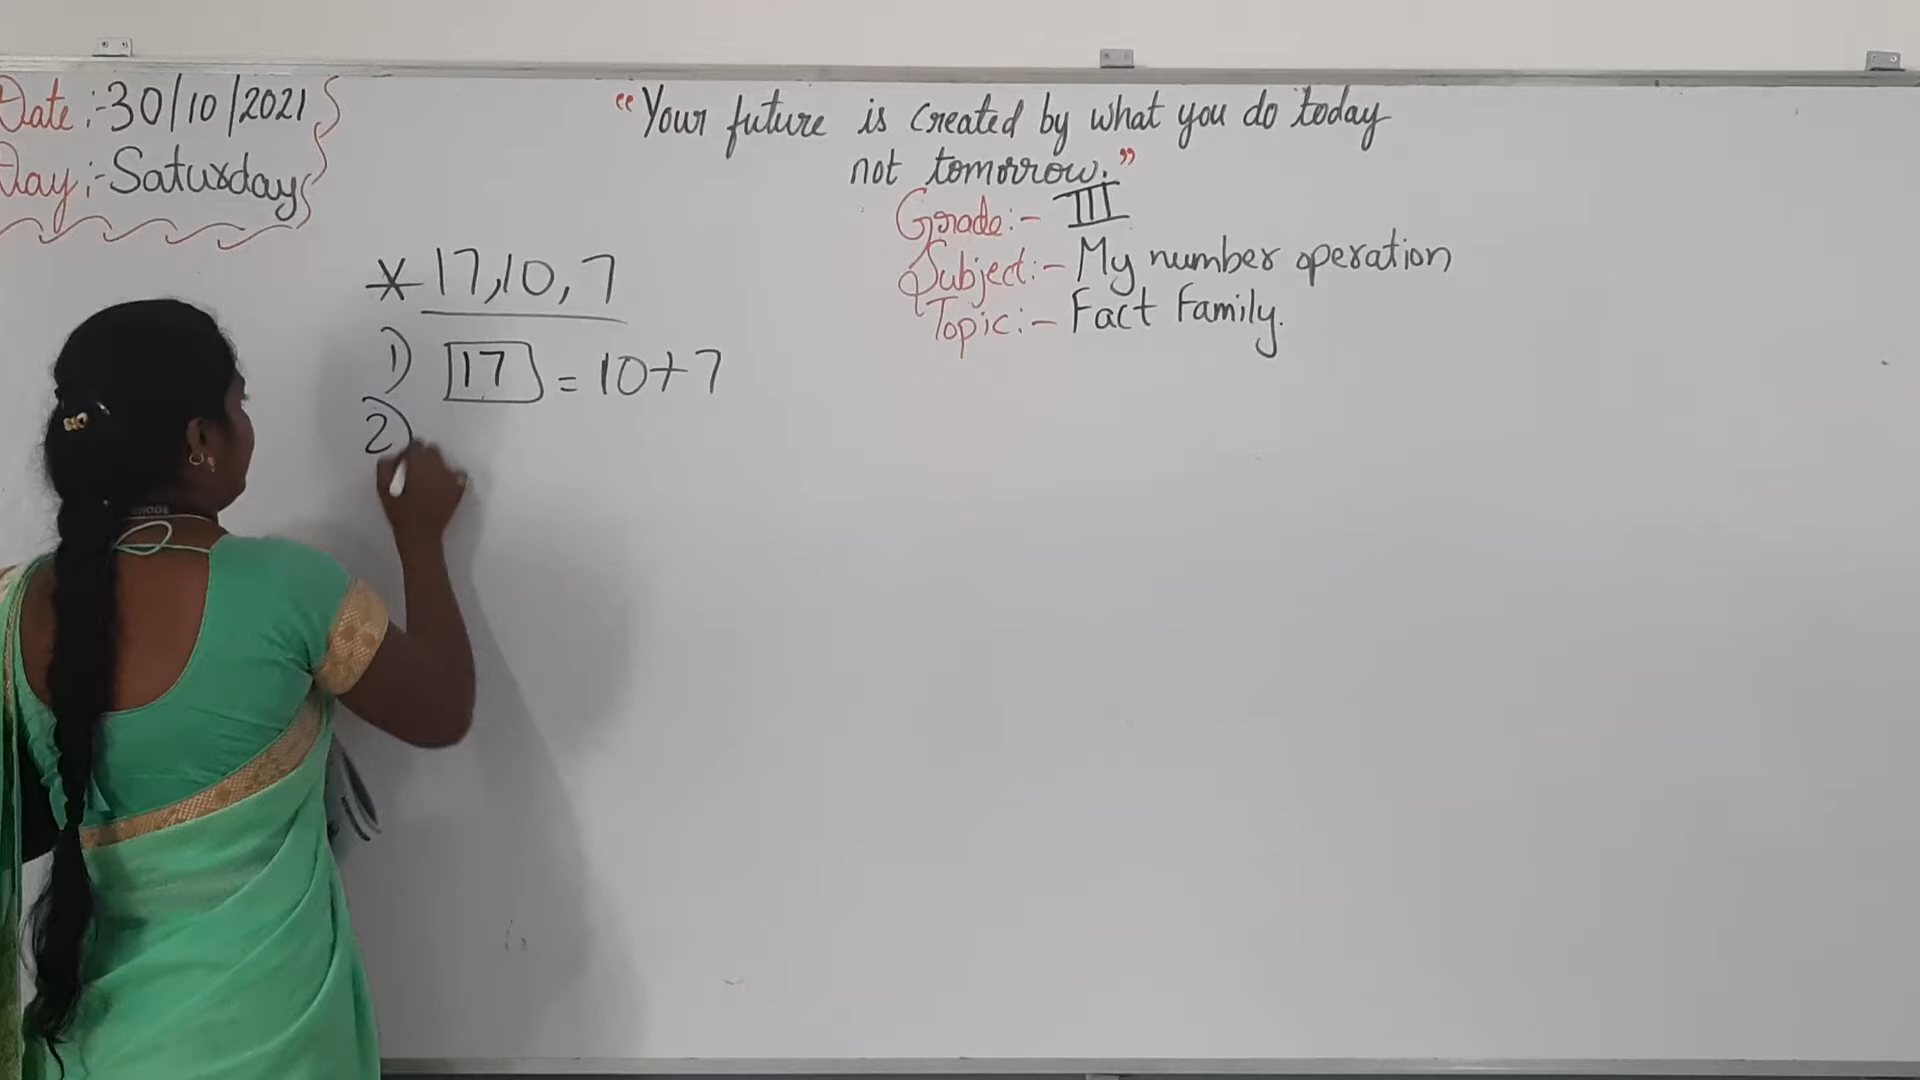 Date:-30/10/2021
Day:-Saturday
"Your future is created by what you do today
not tomorrow."
Grade:- III
Subject:- My number operation
Topic:- Fact Family.
* 17,10,7
1) 17 = 10+7
2)